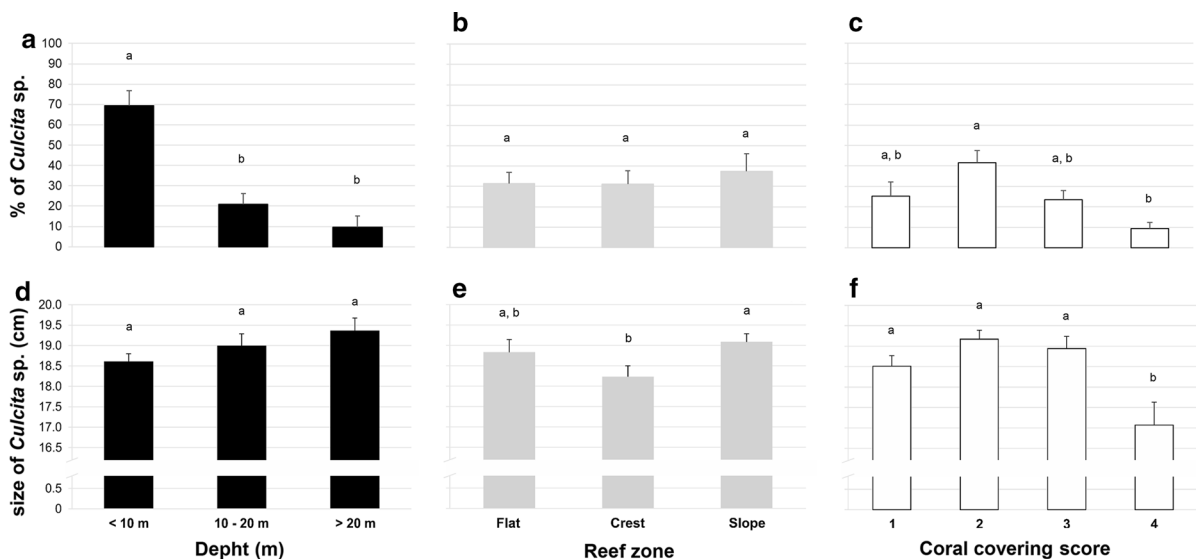 a
b
c
% of Culcita sp.
100
90
80
70
60
50
40
30
20
10
0
a
b
b
a
a
a
a, b
a
a, b
b
d
e
f
size of Culcita sp. (cm)
20.0
19.5
19.0
18.5
18.0
17.5
17.0
16.5
0.5
0
a
a
a
a, b
b
a
a
a
a
b
< 10 m
10 - 20 m
> 20 m
Flat
Crest
Slope
1
2
3
4
Depht (m)
Reef zone
Coral covering score